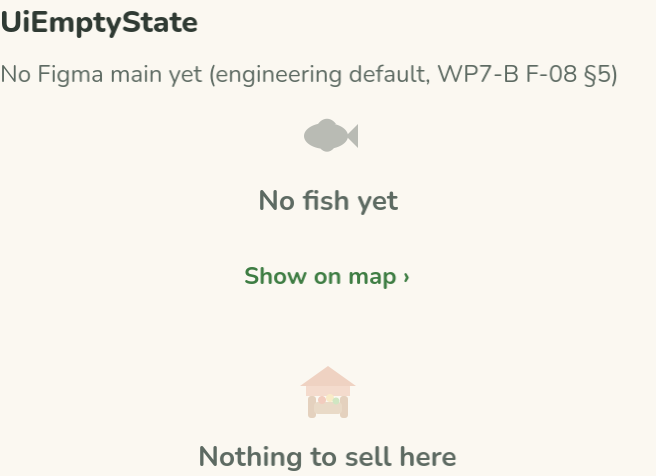 UiEmptyState
No Figma main yet (engineering default, WP7-B F-08 §5)
No fish yet
Show on map ›
Nothing to sell here